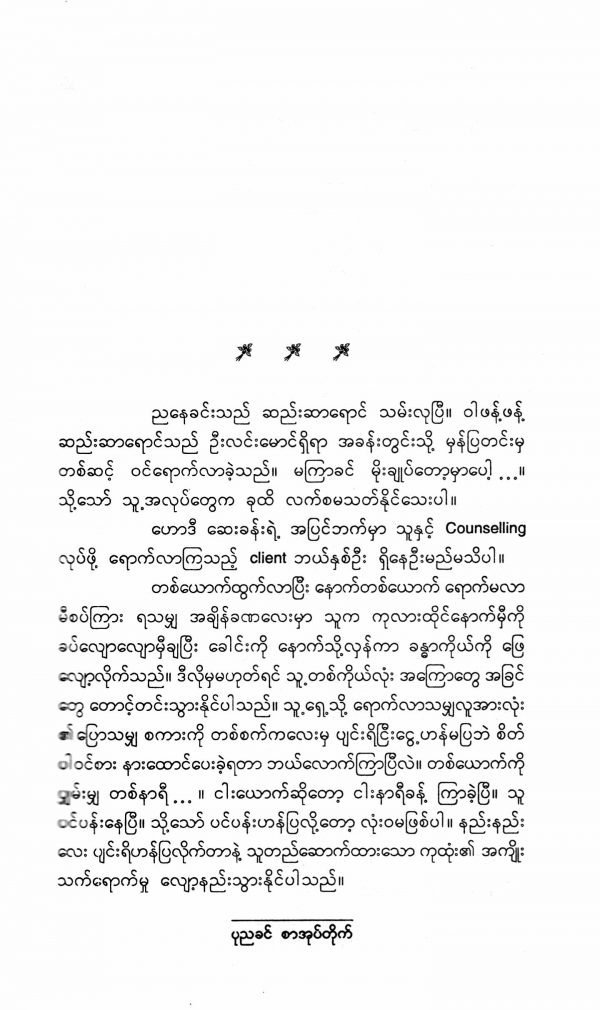 ညနေခင်းသည် ဆည်းဆာရောင် သမ်းလုပြီ။ ဝါဖန့်ဖန့်
ဆည်းဆာရောင်သည် ဦးလင်းမောင်ရှိရာ အခန်းတွင်းသို့ မှန်ပြတင်းမှ
တစ်ဆင့် ဝင်ရောက်လာခဲ့သည်။ မကြာခင် မိုးချုပ်တော့မှာပေါ့ ...။
သို့သော် သူ့အလုပ်တွေက ခုထိ လက်စမသတ်နိုင်သေးပါ။
ဟောဒီ ဆေးခန်းရဲ့ အပြင်ဘက်မှာ သူနှင့် Counselling
လုပ်ဖို့ ရောက်လာကြသည့် client ဘယ်နှစ်ဦး ရှိနေဦးမည်မသိပါ။
တစ်ယောက်ထွက်လာပြီး နောက်တစ်ယောက် ရောက်မလာ
မီစပ်ကြား ရသမျှ အချိန်ခဏလေးမှာ သူက ကုလားထိုင်နောက်မှီကို
ခပ်လျောလျောမှီချပြီး ခေါင်းကို နောက်သို့လှန်ကာ ခန္ဓာကိုယ်ကို ဖြေ
လျော့လိုက်သည်။ ဒီလိုမှမဟုတ်ရင် သူ့တစ်ကိုယ်လုံး အကြောတွေ အခြင်
တွေ တောင့်တင်းသွားနိုင်ပါသည်။ သူ့ရှေ့သို့ ရောက်လာသမျှလူအားလုံး
၏ ပြောသမျှ စကားကို တစ်စက်ကလေးမှ ပျင်းရိငြီးငွေ့ဟန်မပြဘဲ စိတ်
ပါဝင်စား နားထောင်ပေးခဲ့ရတာ ဘယ်လောက်ကြာပြီလဲ။ တစ်ယောက်ကို
ပျှမ်းမျှ တစ်နာရီ ...။ ငါးယောက်ဆိုတော့ ငါးနာရီခန့် ကြာခဲ့ပြီ။ သူ
ပင်ပန်းနေပြီ။ သို့သော် ပင်ပန်းဟန်ပြလို့တော့ လုံးဝမဖြစ်ပါ။ နည်းနည်း
လေး ပျင်းရိဟန်ပြလိုက်တာနဲ့ သူတည်ဆောက်ထားသော ကုထုံး၏ အကျိုး
သက်ရောက်မှု လျော့နည်းသွားနိုင်ပါသည်။
ပုညခင် စာအုပ်တိုက်